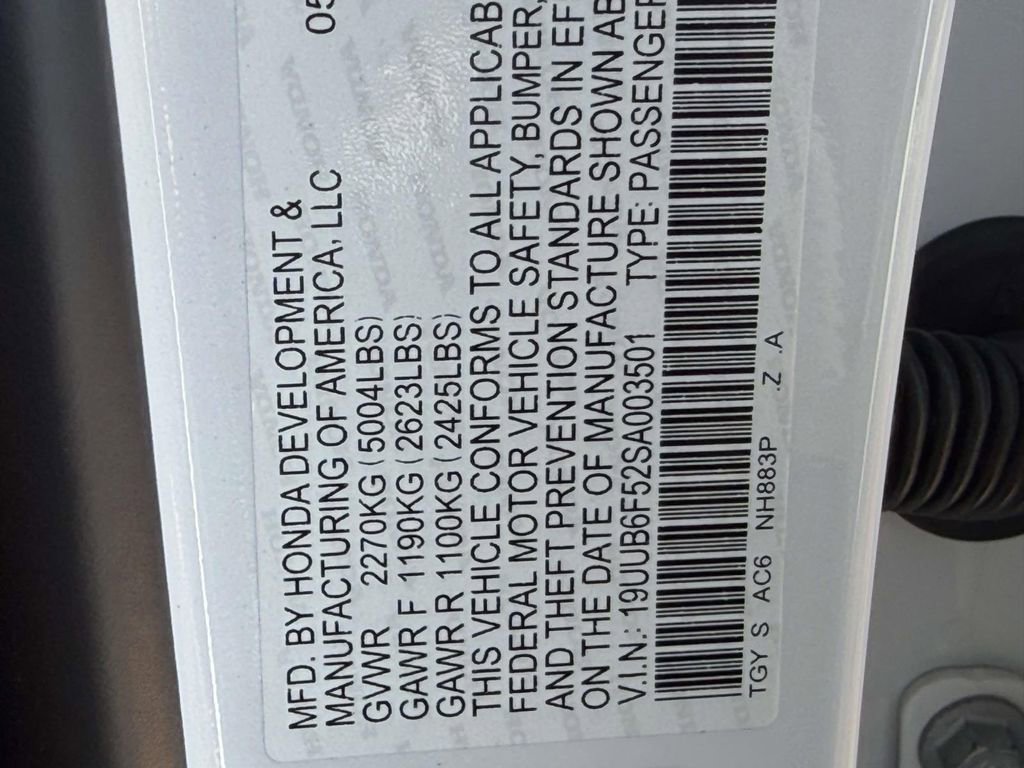 MFD. BY HONDA DEVELOPMENT &
MANUFACTURING OF AMERICA, LLC
05
GVWR 2270KG (5004LBS)
GAWR F 1190KG (2623LBS)
GAWR R 1100KG (2425LBS)
THIS VEHICLE CONFORMS TO ALL APPLICAB
FEDERAL MOTOR VEHICLE SAFETY, BUMPER,
AND THEFT PREVENTION STANDARDS IN EF
ON THE DATE OF MANUFACTURE SHOWN AB
V.I.N.: 19UUB6F52SA003501 TYPE: PASSENGER
TGY S AC6 NH883P .Z .A